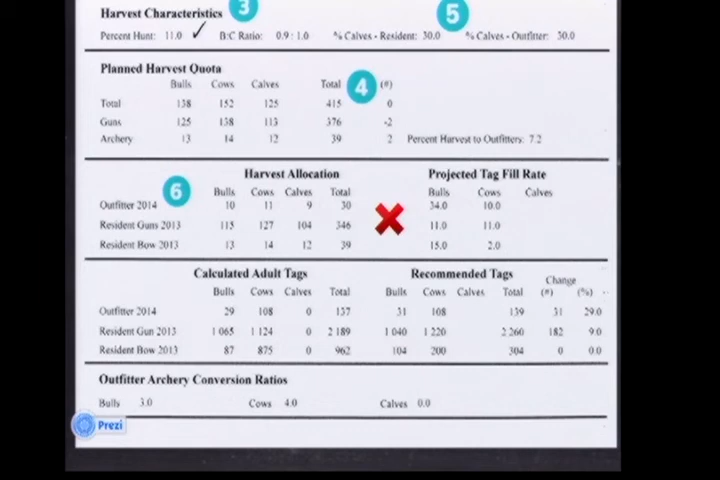 3
5
Harvest Characteristics
Percent Hunt: 11.0 ✓ B:C Ratio: 0.9 : 1.0 % Calves - Resident: 30.0 % Calves - Outfitter: 30.0
Planned Harvest Quota
Bulls Cows Calves Total 4 (#)
Total 138 152 125 415 0
Guns 125 138 113 376 -2
Archery 13 14 12 39 2 Percent Harvest to Outfitters: 7.2
Harvest Allocation Projected Tag Fill Rate
6 Bulls Cows Calves Total Bulls Cows Calves
Outfitter 2014 10 11 9 30 34.0 10.0
Resident Guns 2013 115 127 104 346 11.0 11.0
Resident Bow 2013 13 14 12 39 15.0 2.0
Calculated Adult Tags Recommended Tags Change
Bulls Cows Calves Total Bulls Cows Calves Total (#) (%)
Outfitter 2014 29 108 0 137 31 108 139 31 29.0
Resident Gun 2013 1 065 1 124 0 2 189 1 040 1 220 2 260 182 9.0
Resident Bow 2013 87 875 0 962 104 200 304 0 0.0
Outfitter Archery Conversion Ratios
Bulls 3.0 Cows 4.0 Calves 0.0
Prezi